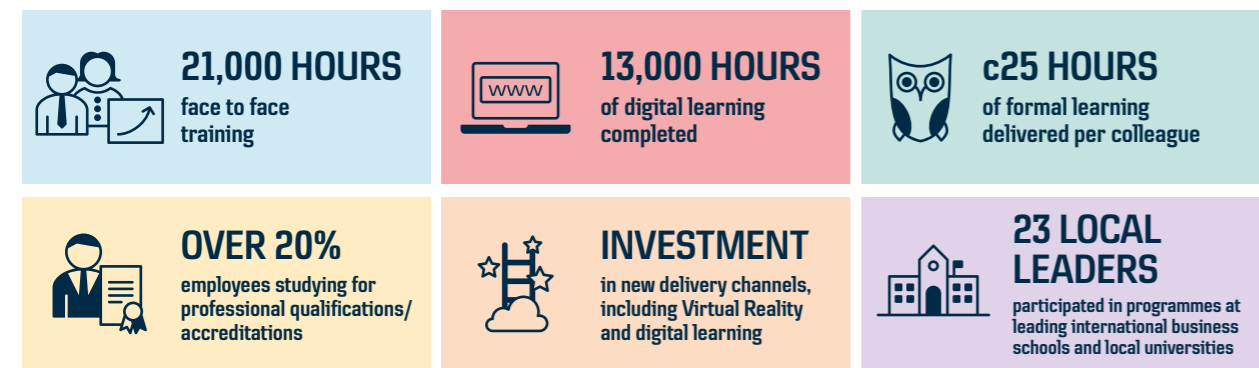 21,000 HOURS
face to face
training
www
13,000 HOURS
of digital learning
completed
c25 HOURS
of formal learning
delivered per colleague
OVER 20%
employees studying for
professional qualifications/
accreditations
INVESTMENT
in new delivery channels,
including Virtual Reality
and digital learning
23 LOCAL
LEADERS
participated in programmes at
leading international business
schools and local universities